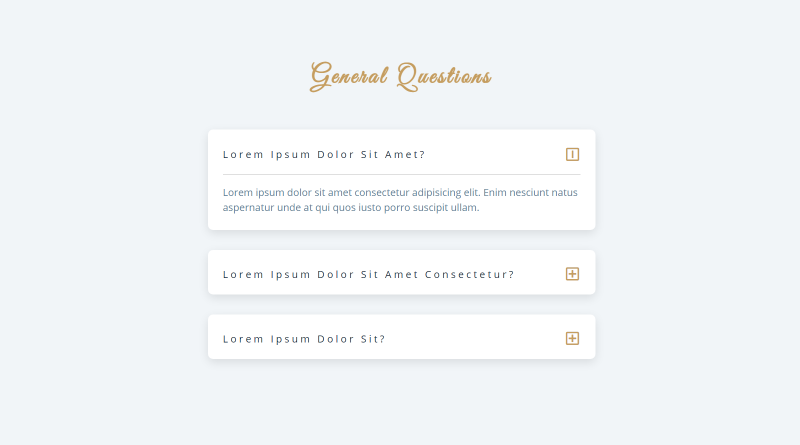 General Questions
Lorem Ipsum Dolor Sit Amet?
Lorem ipsum dolor sit amet consectetur adipisicing elit. Enim nesciunt natus
aspernatur unde at qui quos iusto porro suscipit ullam.
Lorem Ipsum Dolor Sit Amet Consectetur?
Lorem Ipsum Dolor Sit?